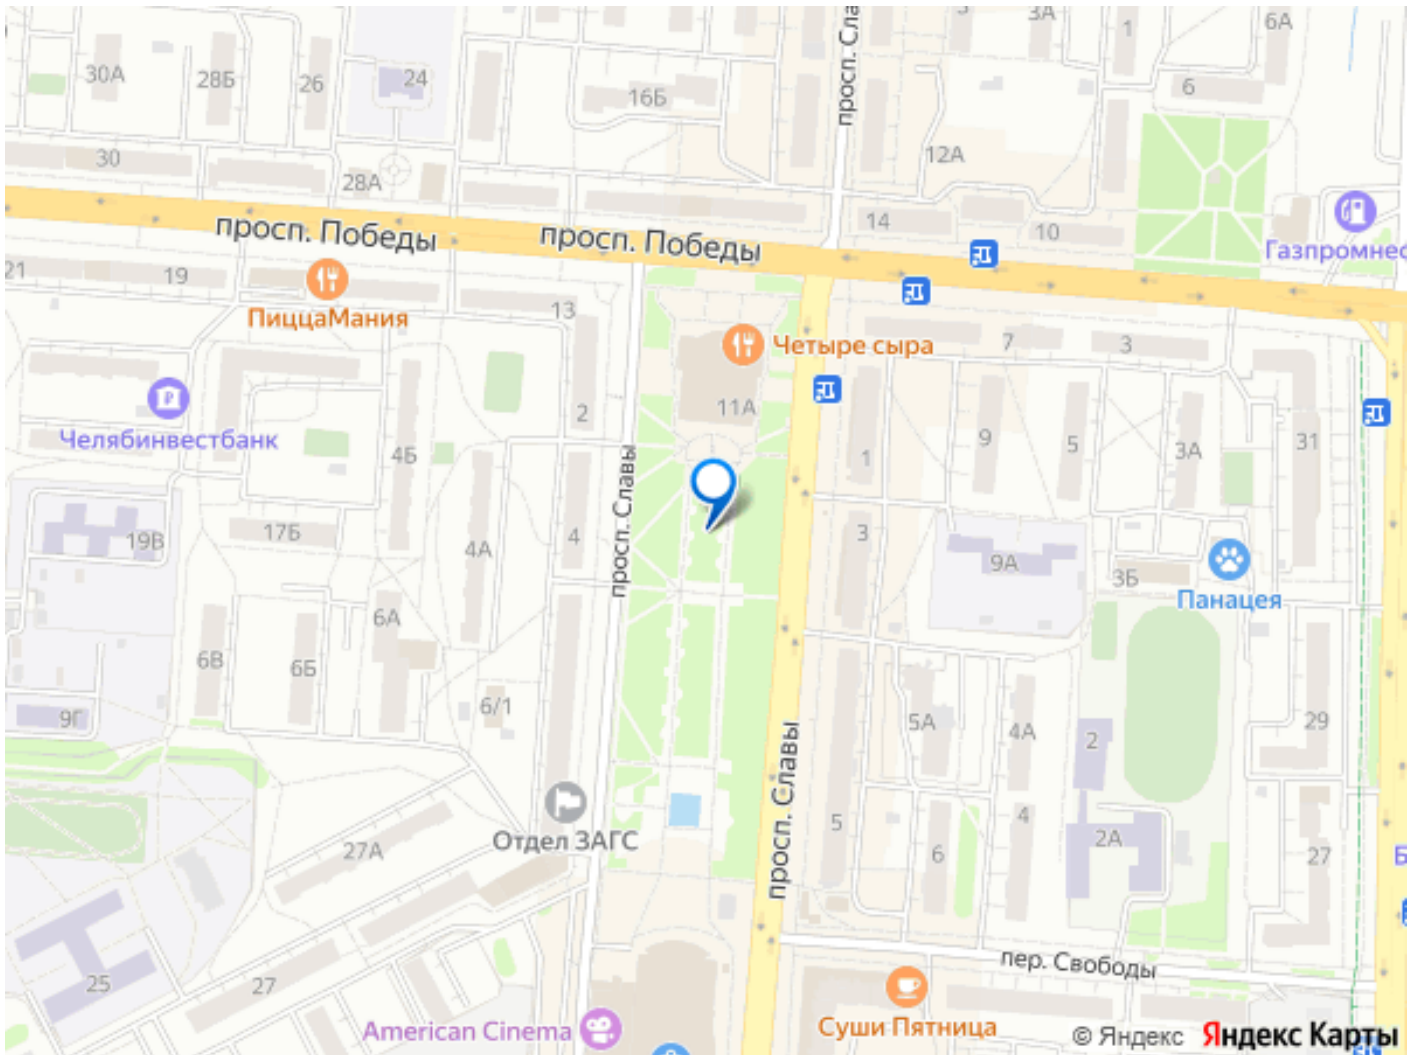 3А
просп. Сла
1
6А
30А
28Б
26
24
16Б
6
30
28А
12А
просп. Победы
просп. Победы
14
10
Газпромнес
21
19
ПиццаМания
13
Четыре сыра
7
3
11А
2
Челябинвестбанк
4Б
1
9
5
3А
31
просп. Славы
19В
17Б
4А
4
3
9А
3Б
Панацея
6А
6В
6Б
6/1
9Г
5А
4А
2
29
просп. Славы
Отдел ЗАГС
27А
5
6
4
2А
27
Б
25
27
пер. Свободы
American Cinema
Суши Пятница
© Яндекс Яндекс Карты